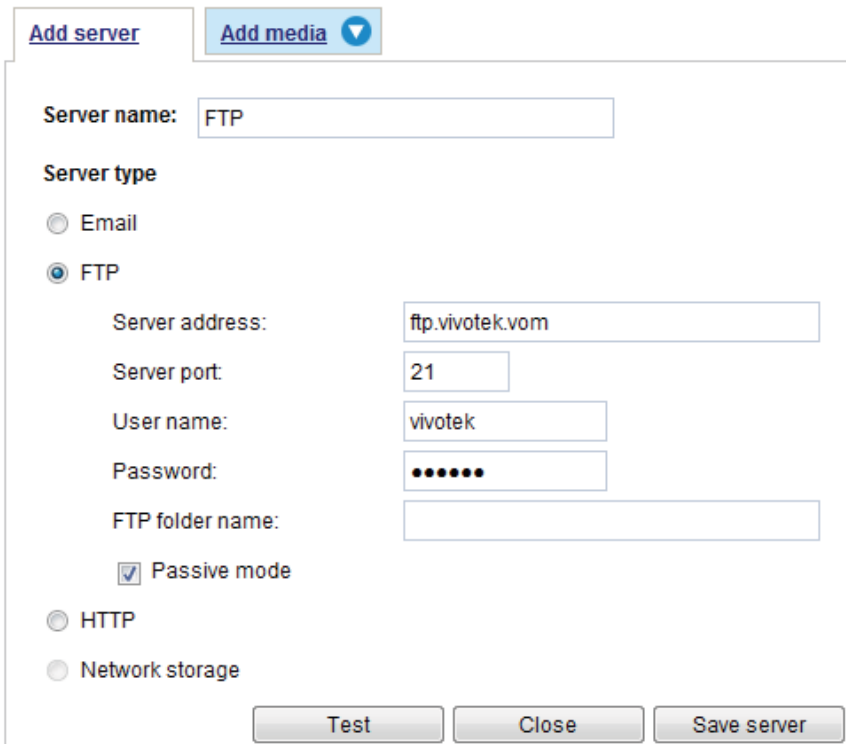 Add server Add media
Server name: FTP
Server type
Email
FTP
Server address: ftp.vivotek.vom
Server port: 21
User name: vivotek
Password: ●●●●●●
FTP folder name:
Passive mode
HTTP
Network storage
Test Close Save server